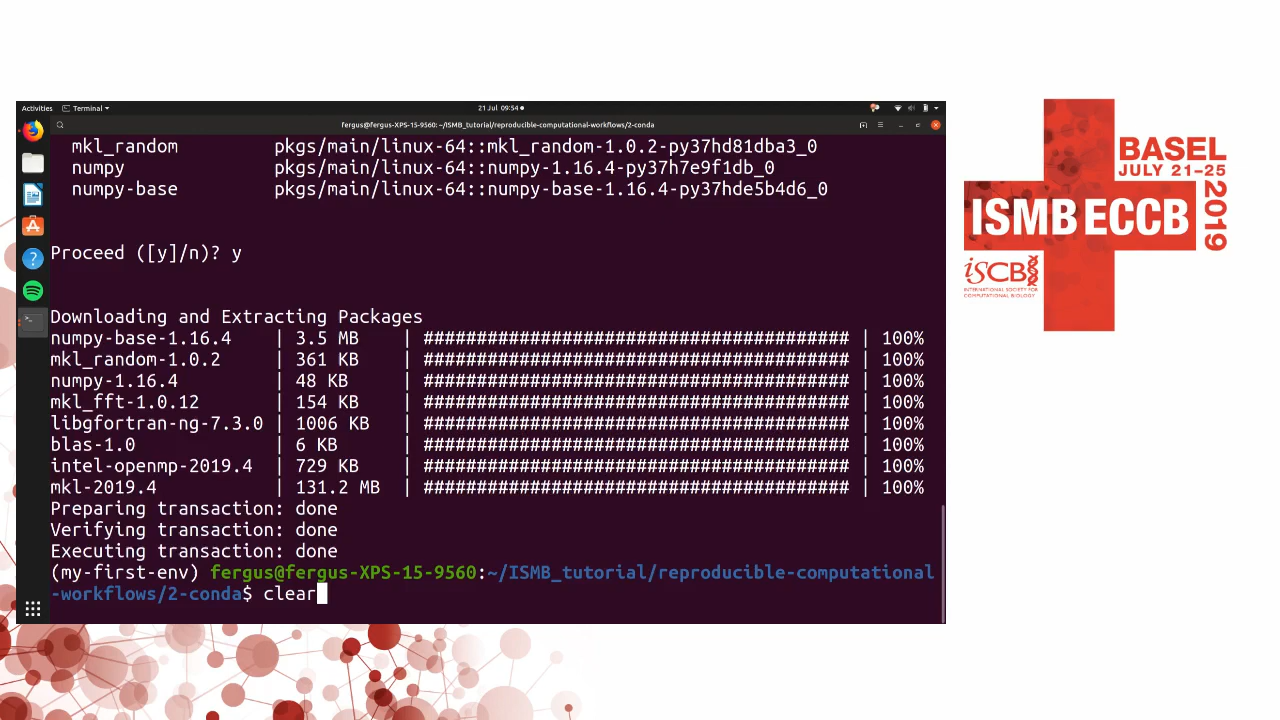 Activities Terminal 21 Jul 09:54
fergus@fergus-XPS-15-9560: ~/ISMB_tutorial/reproducible-computational-workflows/2-conda
mkl_random pkgs/main/linux-64::mkl_random-1.0.2-py37hd81dba3_0
numpy pkgs/main/linux-64::numpy-1.16.4-py37h7e9f1db_0
numpy-base pkgs/main/linux-64::numpy-base-1.16.4-py37hde5b4d6_0
Proceed ([y]/n)? y
Downloading and Extracting Packages
numpy-base-1.16.4 | 3.5 MB | ######################################## | 100%
mkl_random-1.0.2 | 361 KB | ######################################## | 100%
numpy-1.16.4 | 48 KB | ######################################## | 100%
mkl_fft-1.0.12 | 154 KB | ######################################## | 100%
libgfortran-ng-7.3.0 | 1006 KB | ######################################## | 100%
blas-1.0 | 6 KB | ######################################## | 100%
intel-openmp-2019.4 | 729 KB | ######################################## | 100%
mkl-2019.4 | 131.2 MB | ######################################## | 100%
Preparing transaction: done
Verifying transaction: done
Executing transaction: done
(my-first-env) fergus@fergus-XPS-15-9560:~/ISMB_tutorial/reproducible-computational
-workflows/2-conda$ clear
BASEL
JULY 21–25
2019
ISMB ECCB
ISCB
INTERNATIONAL SOCIETY FOR
COMPUTATIONAL BIOLOGY